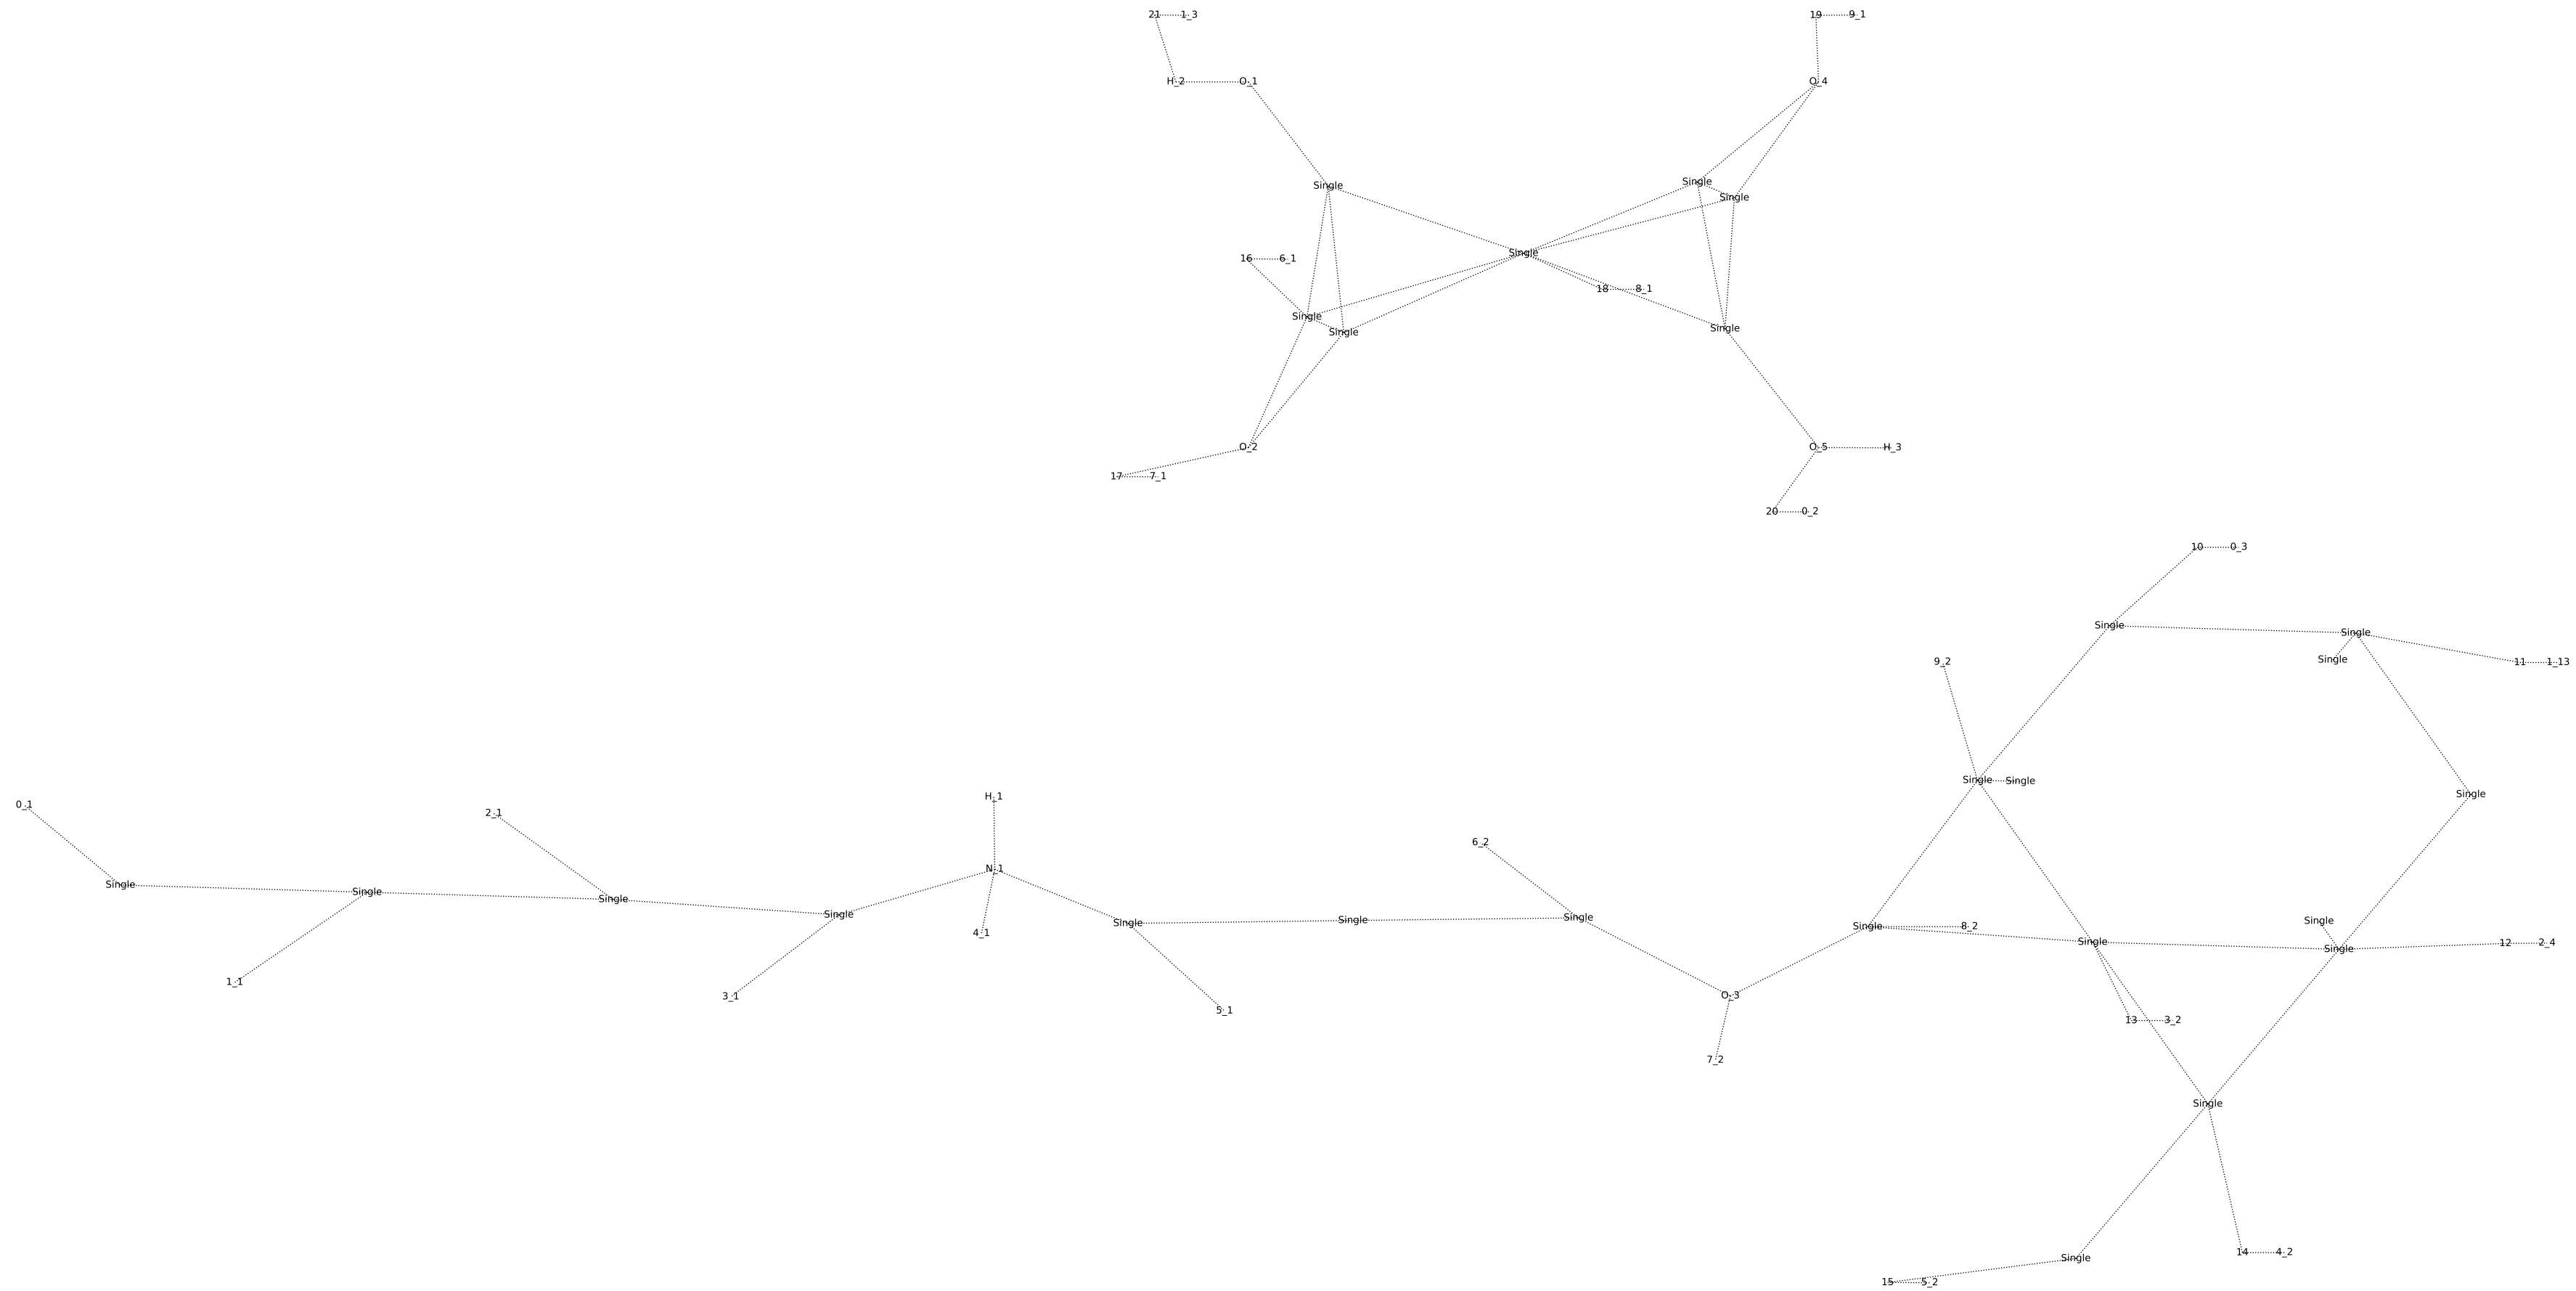 21 1_3 19 9_1
H_2 O_1 O_4
Single Single
Single
Single
16 6_1
18 8_1
Single
Single Single
O_2 O_5 H_3
17 7_1
20 0_2
10 0_3
Single Single
Single
9_2 11 1_13
Single Single
Single
H_1
0_1 2_1
6_2
N_1
Single Single Single Single Single Single Single
Single 8_2
Single
4_1
Single Single 12 2_4
1_1 3_1 5_1 O_3
13 3_2
7_2
Single
14 4_2
Single
15 5_2